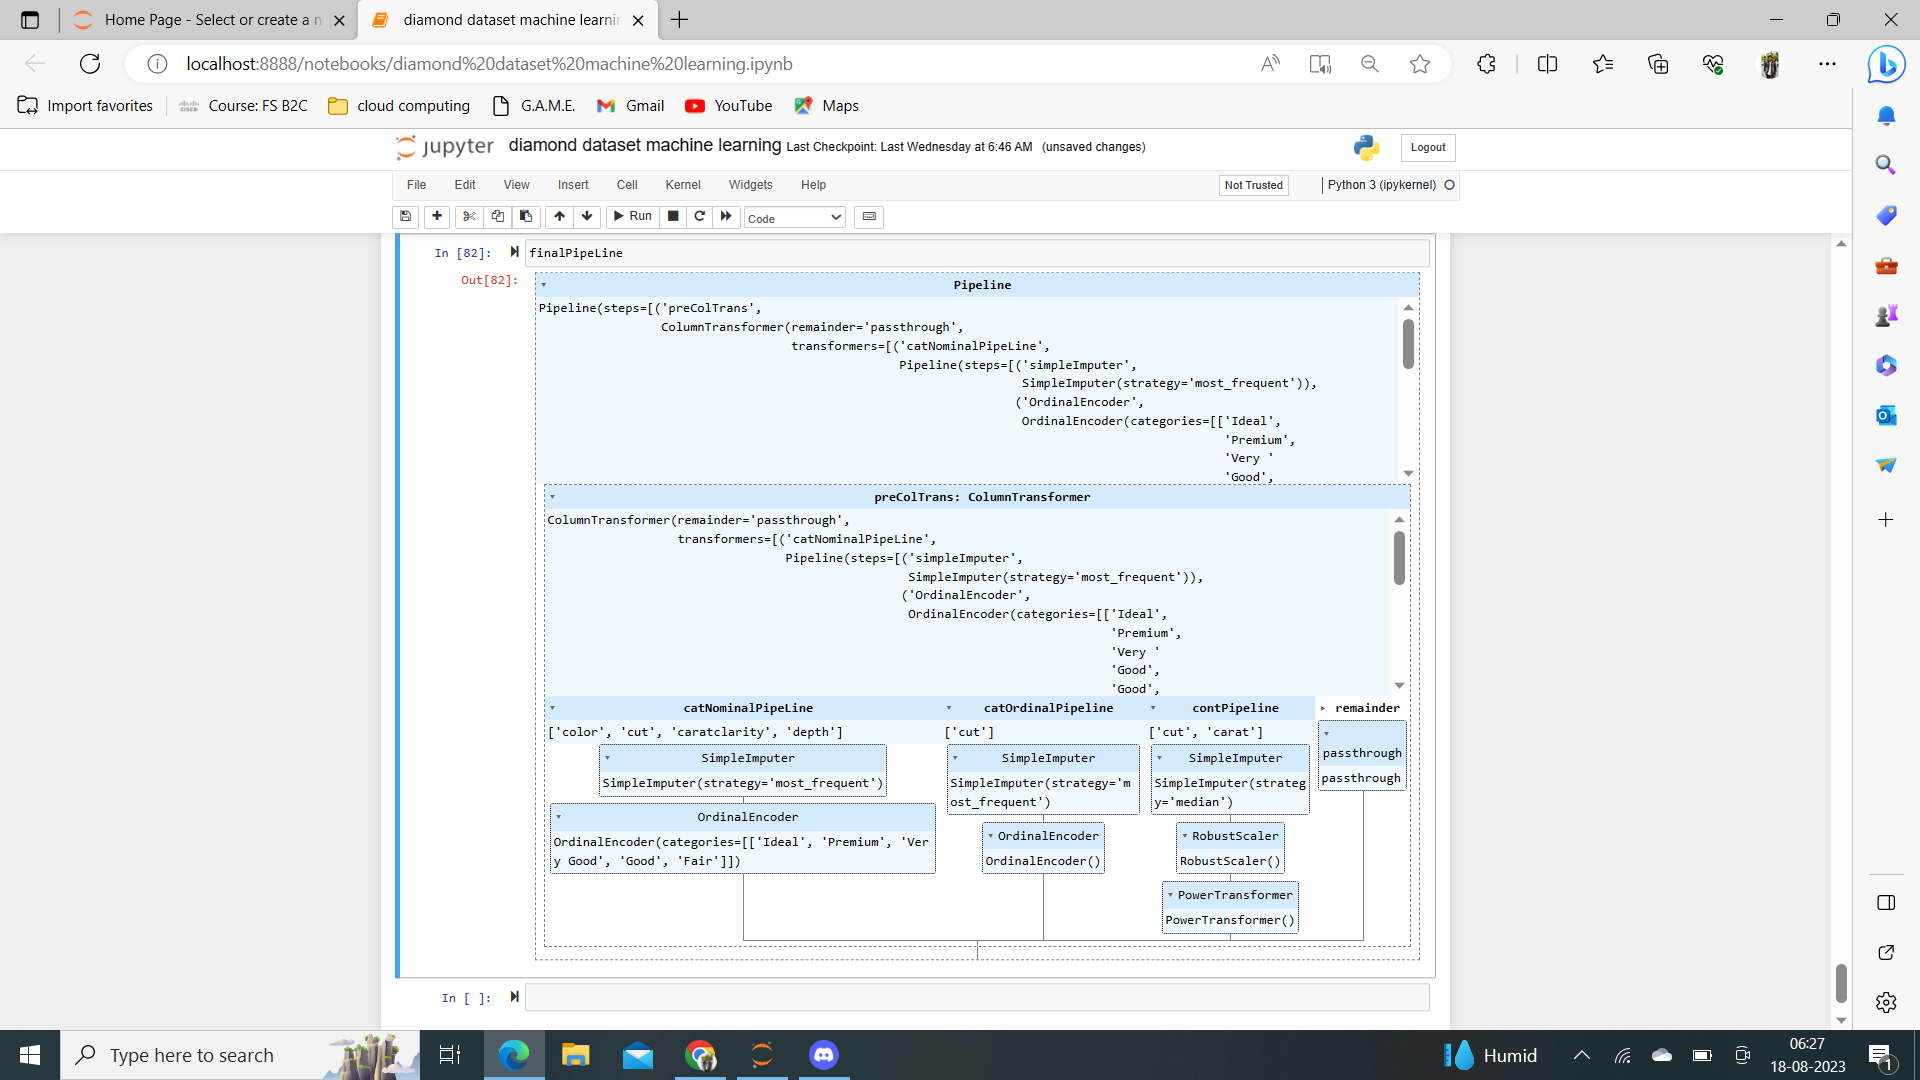 Home Page - Select or create a n
diamond dataset machine learnin
localhost:8888/notebooks/diamond%20dataset%20machine%20learning.ipynb
Import favorites
Course: FS B2C
cloud computing
G.A.M.E.
Gmail
YouTube
Maps
jupyter diamond dataset machine learning Last Checkpoint: Last Wednesday at 6:46 AM (unsaved changes)
Logout
File Edit View Insert Cell Kernel Widgets Help
Not Trusted
Python 3 (ipykernel)
Run
Code
In [82]: finalPipeLine
Out[82]:
Pipeline
Pipeline(steps=[('preColTrans',
ColumnTransformer(remainder='passthrough',
transformers=[('catNominalPipeLine',
Pipeline(steps=[('simpleImputer',
SimpleImputer(strategy='most_frequent')),
('OrdinalEncoder',
OrdinalEncoder(categories=[['Ideal',
'Premium',
'Very '
'Good',
preColTrans: ColumnTransformer
ColumnTransformer(remainder='passthrough',
transformers=[('catNominalPipeLine',
Pipeline(steps=[('simpleImputer',
SimpleImputer(strategy='most_frequent')),
('OrdinalEncoder',
OrdinalEncoder(categories=[['Ideal',
'Premium',
'Very '
'Good',
'Good',
catNominalPipeLine
['color', 'cut', 'caratclarity', 'depth']
SimpleImputer
SimpleImputer(strategy='most_frequent')
OrdinalEncoder
OrdinalEncoder(categories=[['Ideal', 'Premium', 'Ver
y Good', 'Good', 'Fair']])
catOrdinalPipeline
['cut']
SimpleImputer
SimpleImputer(strategy='m
ost_frequent')
OrdinalEncoder
OrdinalEncoder()
contPipeline
['cut', 'carat']
SimpleImputer
SimpleImputer(strateg
y='median')
RobustScaler
RobustScaler()
PowerTransformer
PowerTransformer()
remainder
passthrough
passthrough
In [ ]:
Type here to search
Humid
06:27
18-08-2023
1